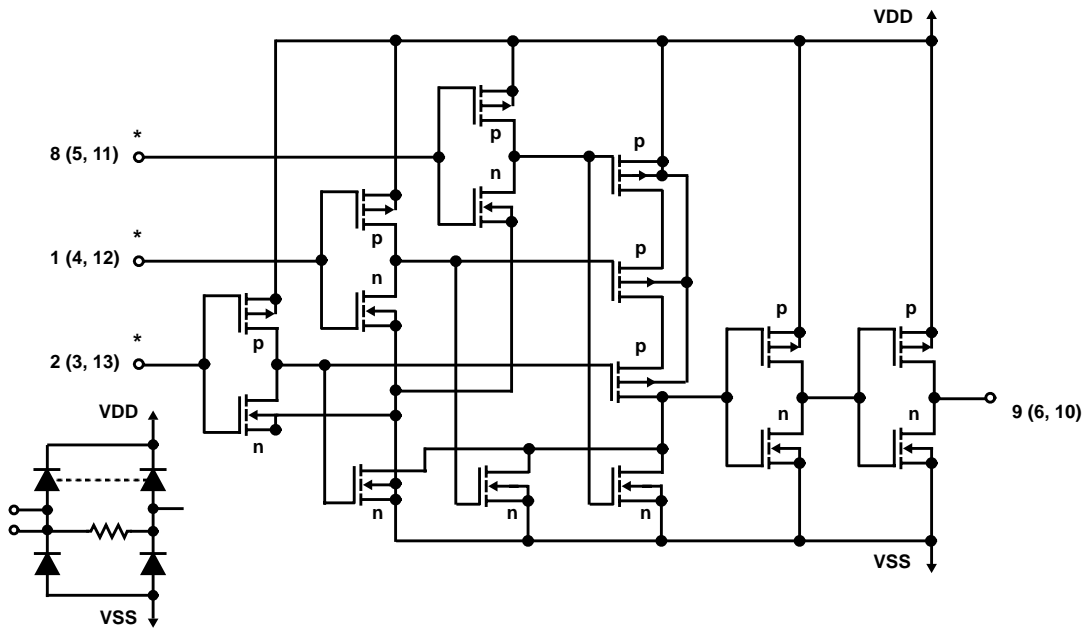 VDD
*
p
8 (5, 11)
n
p
*
p
1 (4, 12)
n
p
p
*
p
p
2 (3, 13)
n
n
9 (6, 10)
VDD
n
n
n
n
VSS
VSS